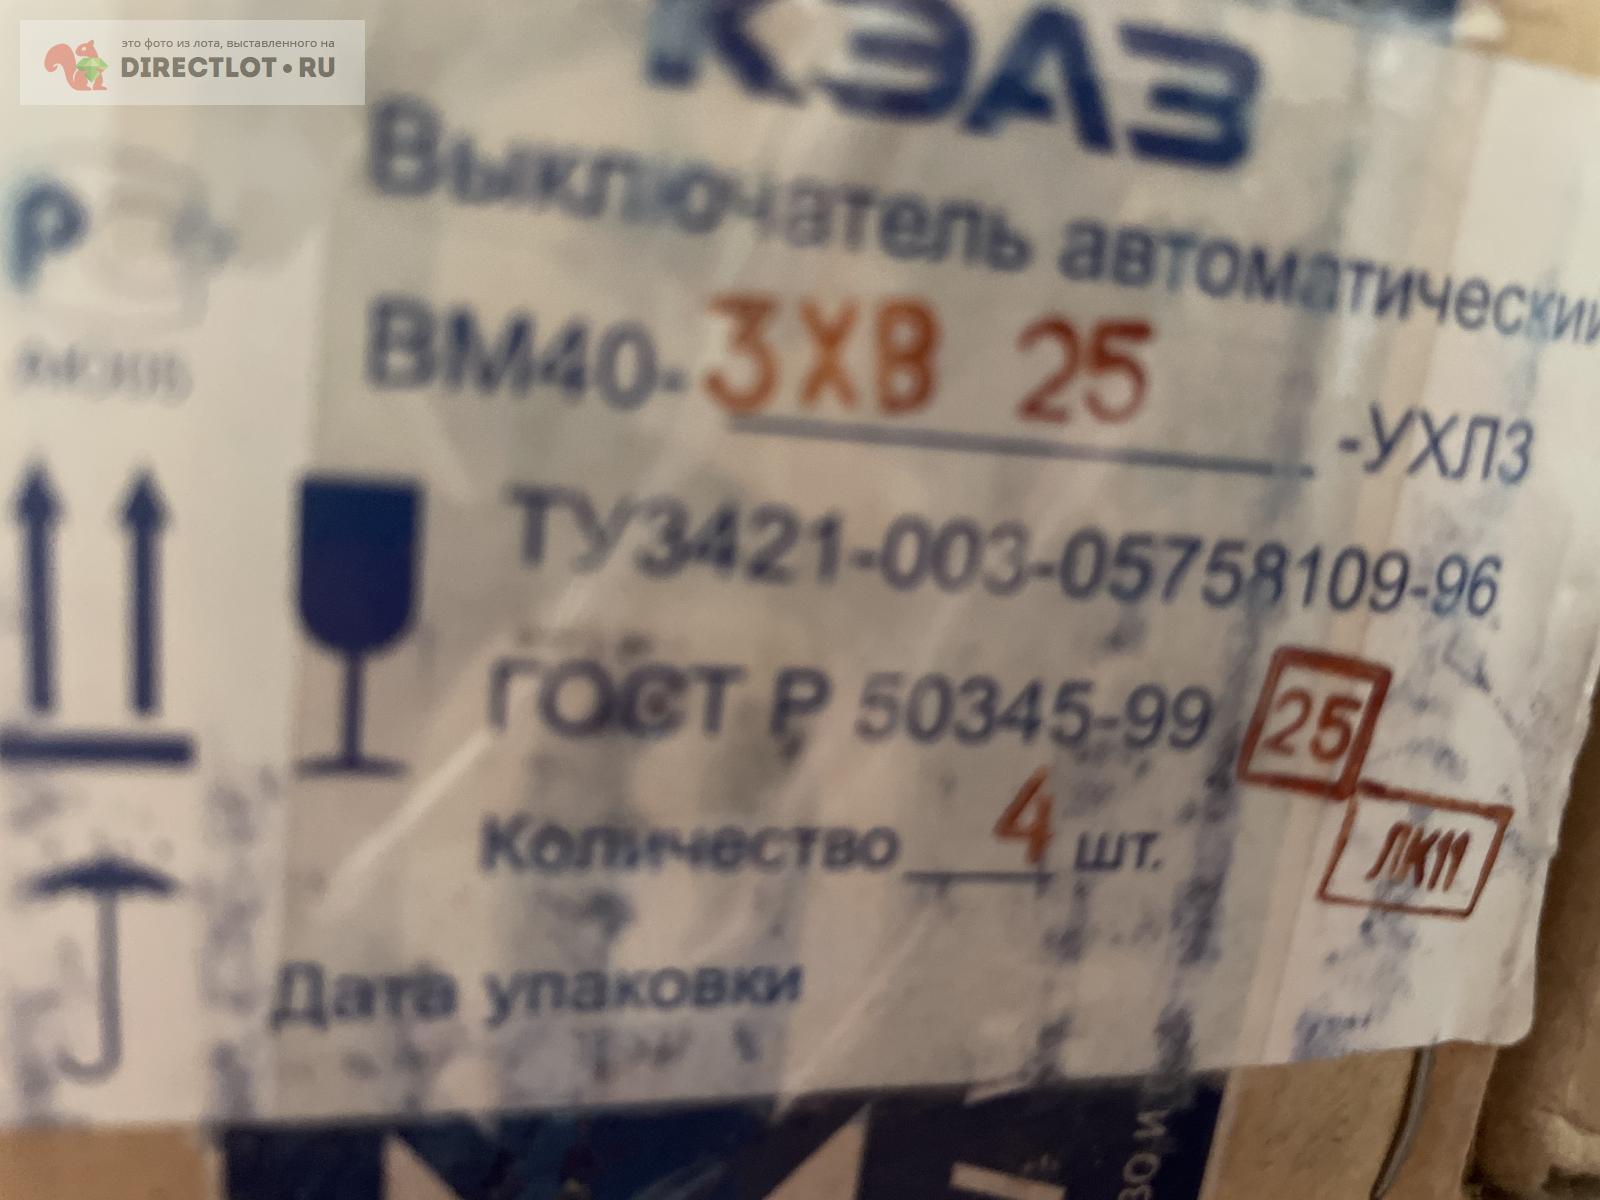 это фото из лота, выставленного на
DIRECTLOT•RU
КЭАЗ
Выключатель автоматический
ВМ40-3ХВ 25 -УХЛ3
ТУ3421-003-05758109-96
ГОСТ Р 50345-99 25
Количество 4 шт.
ЛК11
Дата упаковки